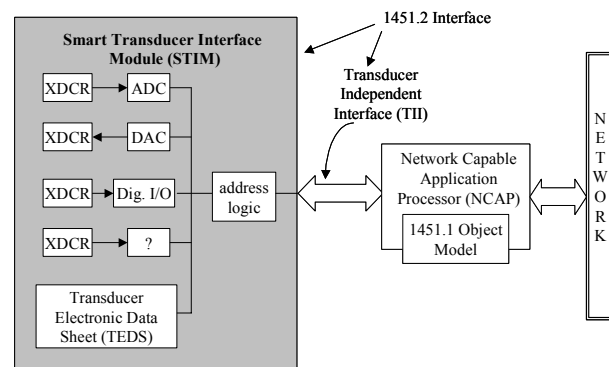 1451.2 Interface
Smart Transducer Interface
Module (STIM)
XDCR
ADC
XDCR
DAC
XDCR
Dig. I/O
XDCR
?
Transducer
Electronic Data
Sheet (TEDS)
address
logic
Transducer
Independent
Interface (TII)
Network Capable
Application
Processor (NCAP)
1451.1 Object
Model
N
E
T
W
O
R
K